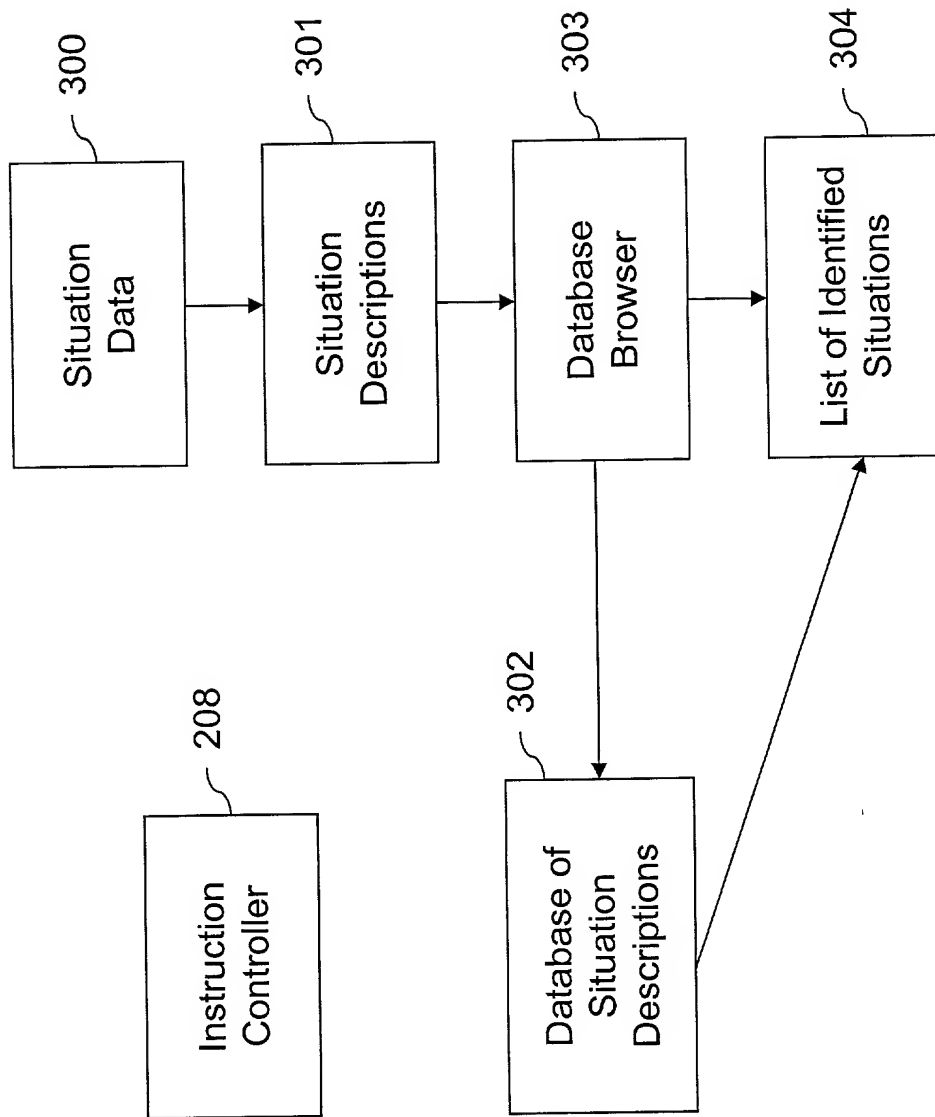 Situation
Data
300
Situation
Descriptions
301
Database
Browser
303
List of Identified
Situations
304
Instruction
Controller
208
Database of
Situation
Descriptions
302